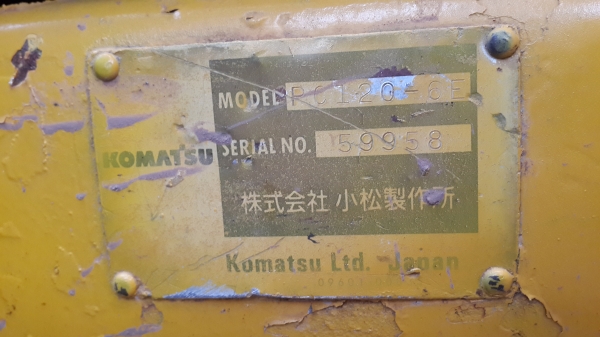 MODEL PC120-6E
SERIAL NO. 59958
KOMATSU
株式会社 小松製作所
Komatsu Ltd. Japan